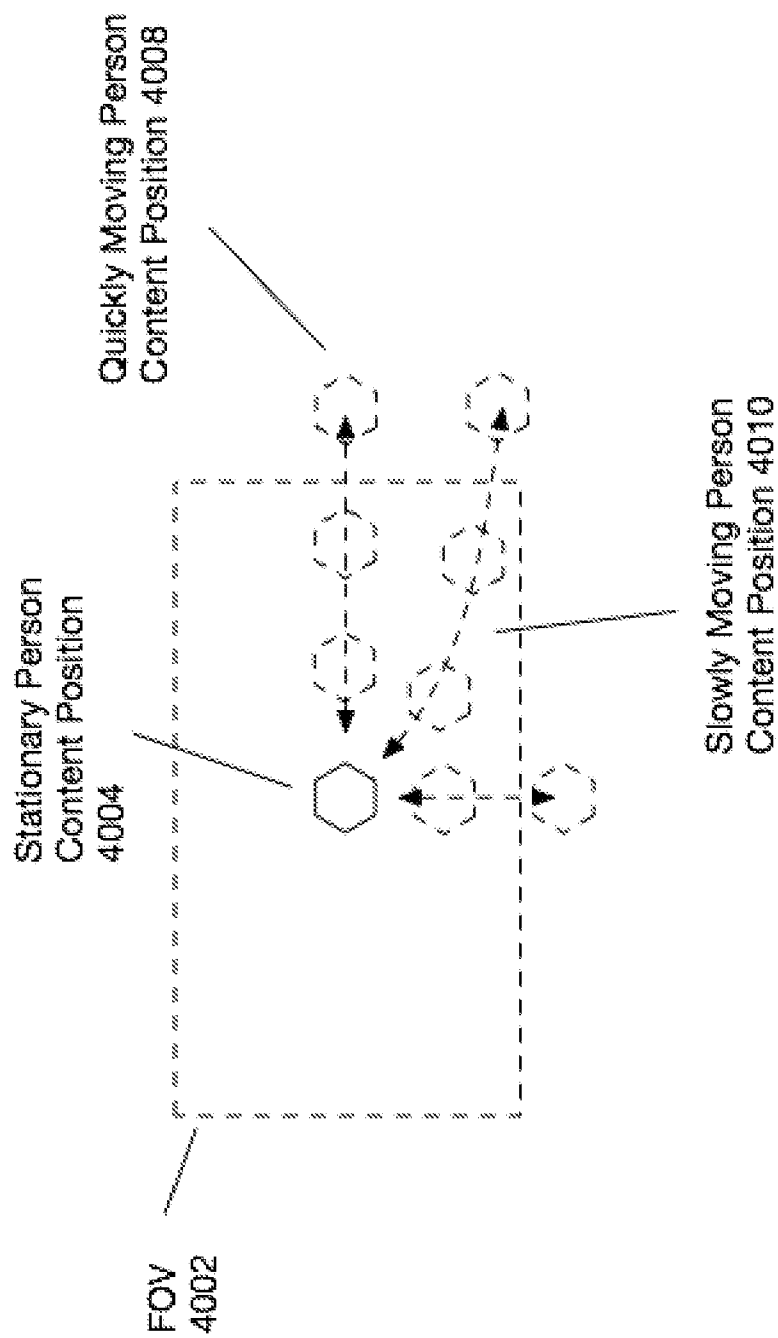 Quickly Moving Person
Content Position 4008
Stationary Person
Content Position
4004
Slowly Moving Person
Content Position 4010
FOV
4002